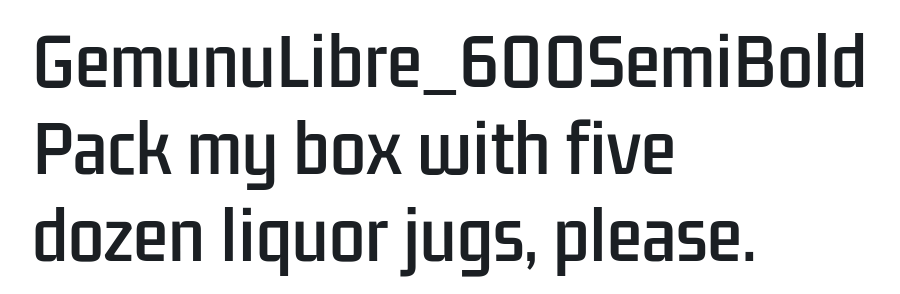 GemunuLibre_600SemiBold
Pack my box with five
dozen liquor jugs, please.